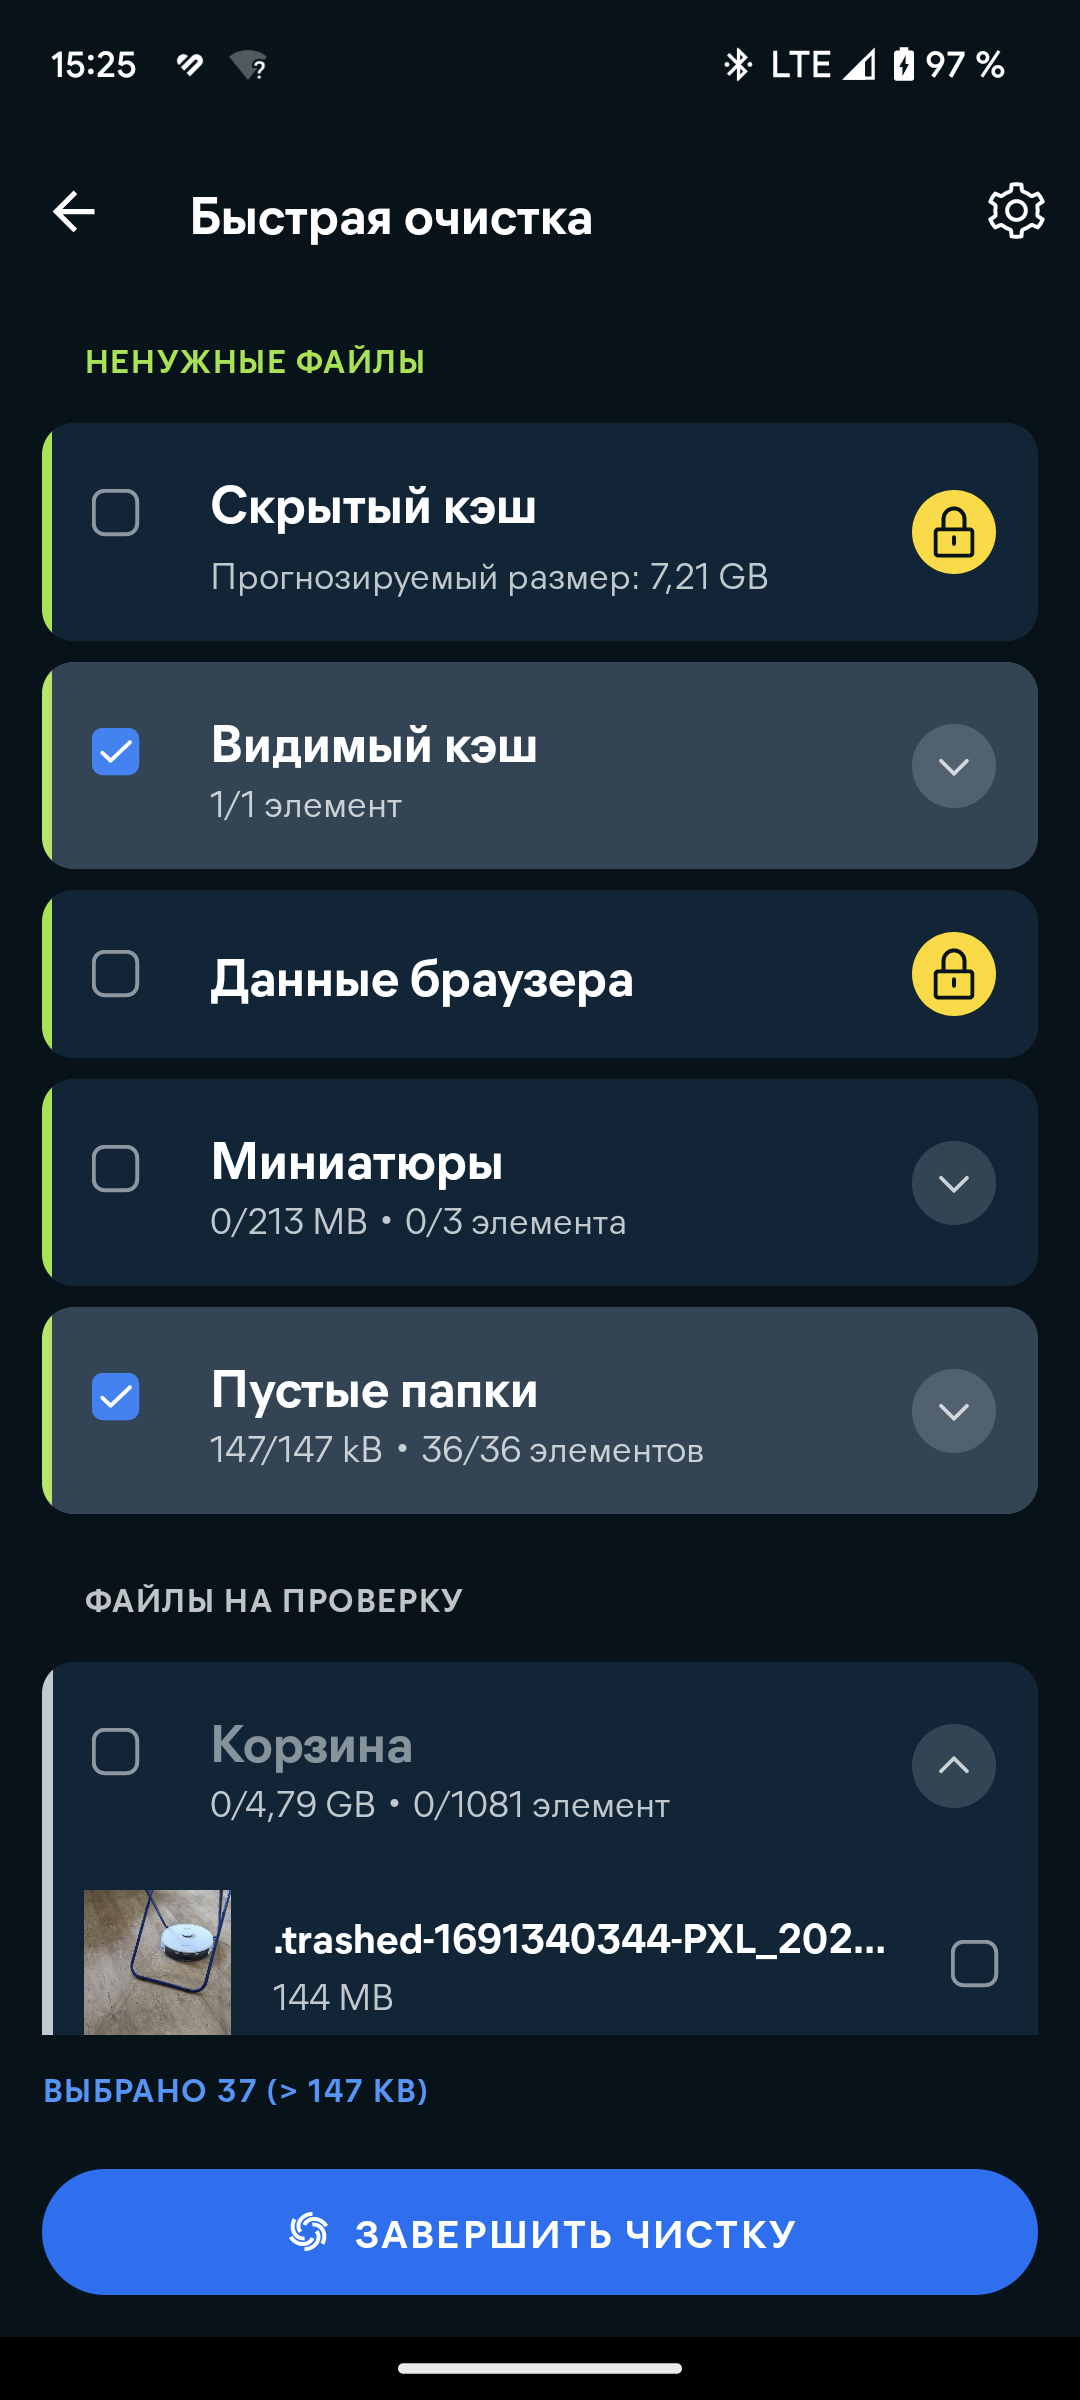 15:25
LTE 97 %
Быстрая очистка
НЕНУЖНЫЕ ФАЙЛЫ
Скрытый кэш
Прогнозируемый размер: 7,21 GB
Видимый кэш
1/1 элемент
Данные браузера
Миниатюры
0/213 MB • 0/3 элемента
Пустые папки
147/147 kB • 36/36 элементов
ФАЙЛЫ НА ПРОВЕРКУ
Корзина
0/4,79 GB • 0/1081 элемент
.trashed-1691340344-PXL_202...
144 MB
ВЫБРАНО 37 (> 147 KB)
ЗАВЕРШИТЬ ЧИСТКУ